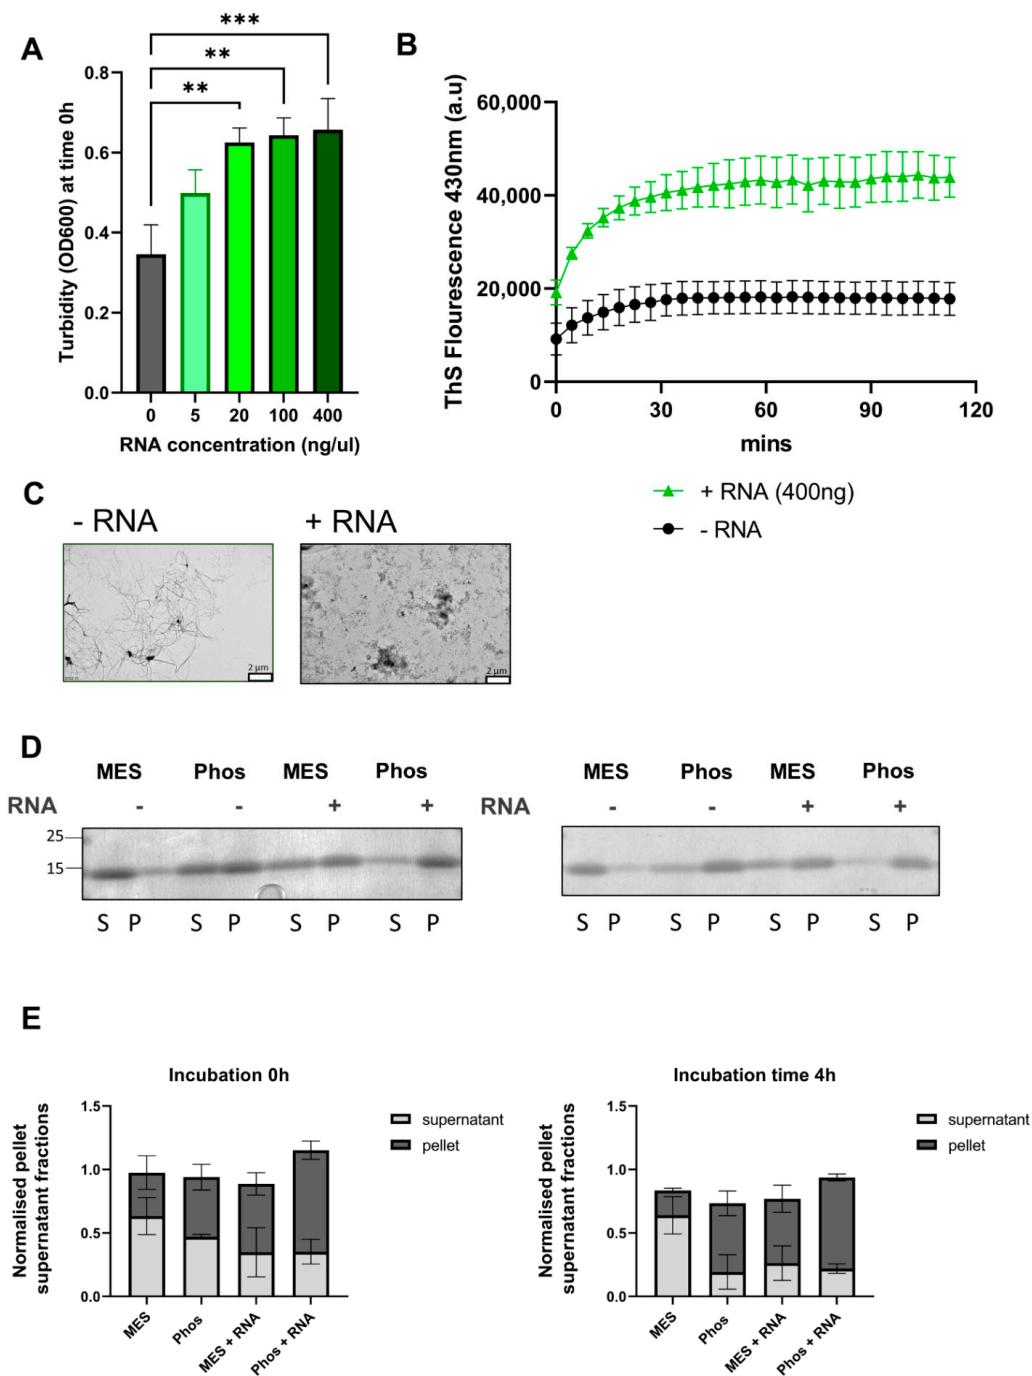 A
***
**
**
Turbidity (OD600) at time 0h
0.8
0.6
0.4
0.2
0.0
0 5 20 100 400
RNA concentration (ng/ul)
B
ThS Flourescence 430nm (a.u)
60,000
40,000
20,000
0
0 30 60 90 120
mins
+ RNA (400ng)
- RNA
C
- RNA
+ RNA
2 µm
2 µm
D
MES Phos MES Phos
RNA - - + +
25
15
S P S P S P S P
MES Phos MES Phos
RNA - - + +
S P S P S P S P
E
Incubation 0h
Normalised pellet
supernatant fractions
1.5
1.0
0.5
0.0
MES
Phos
MES + RNA
Phos + RNA
supernatant
pellet
Incubation time 4h
Normalised pellet
supernatant fractions
1.5
1.0
0.5
0.0
MES
Phos
MES + RNA
Phos + RNA
supernatant
pellet